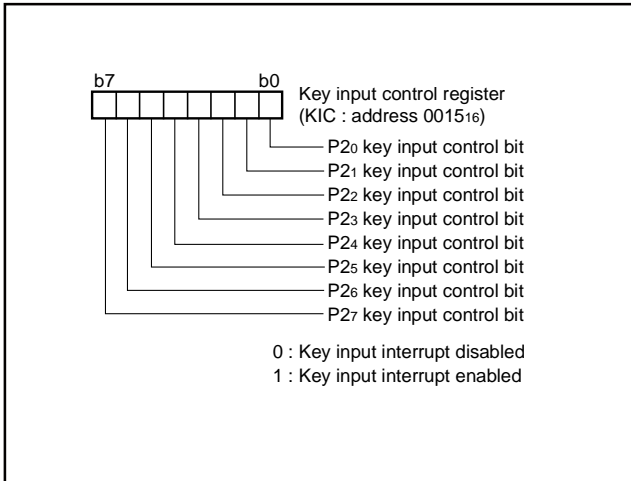 b7 b0
Key input control register
(KIC : address 0015₁₆)
P2₀ key input control bit
P2₁ key input control bit
P2₂ key input control bit
P2₃ key input control bit
P2₄ key input control bit
P2₅ key input control bit
P2₆ key input control bit
P2₇ key input control bit
0 : Key input interrupt disabled
1 : Key input interrupt enabled